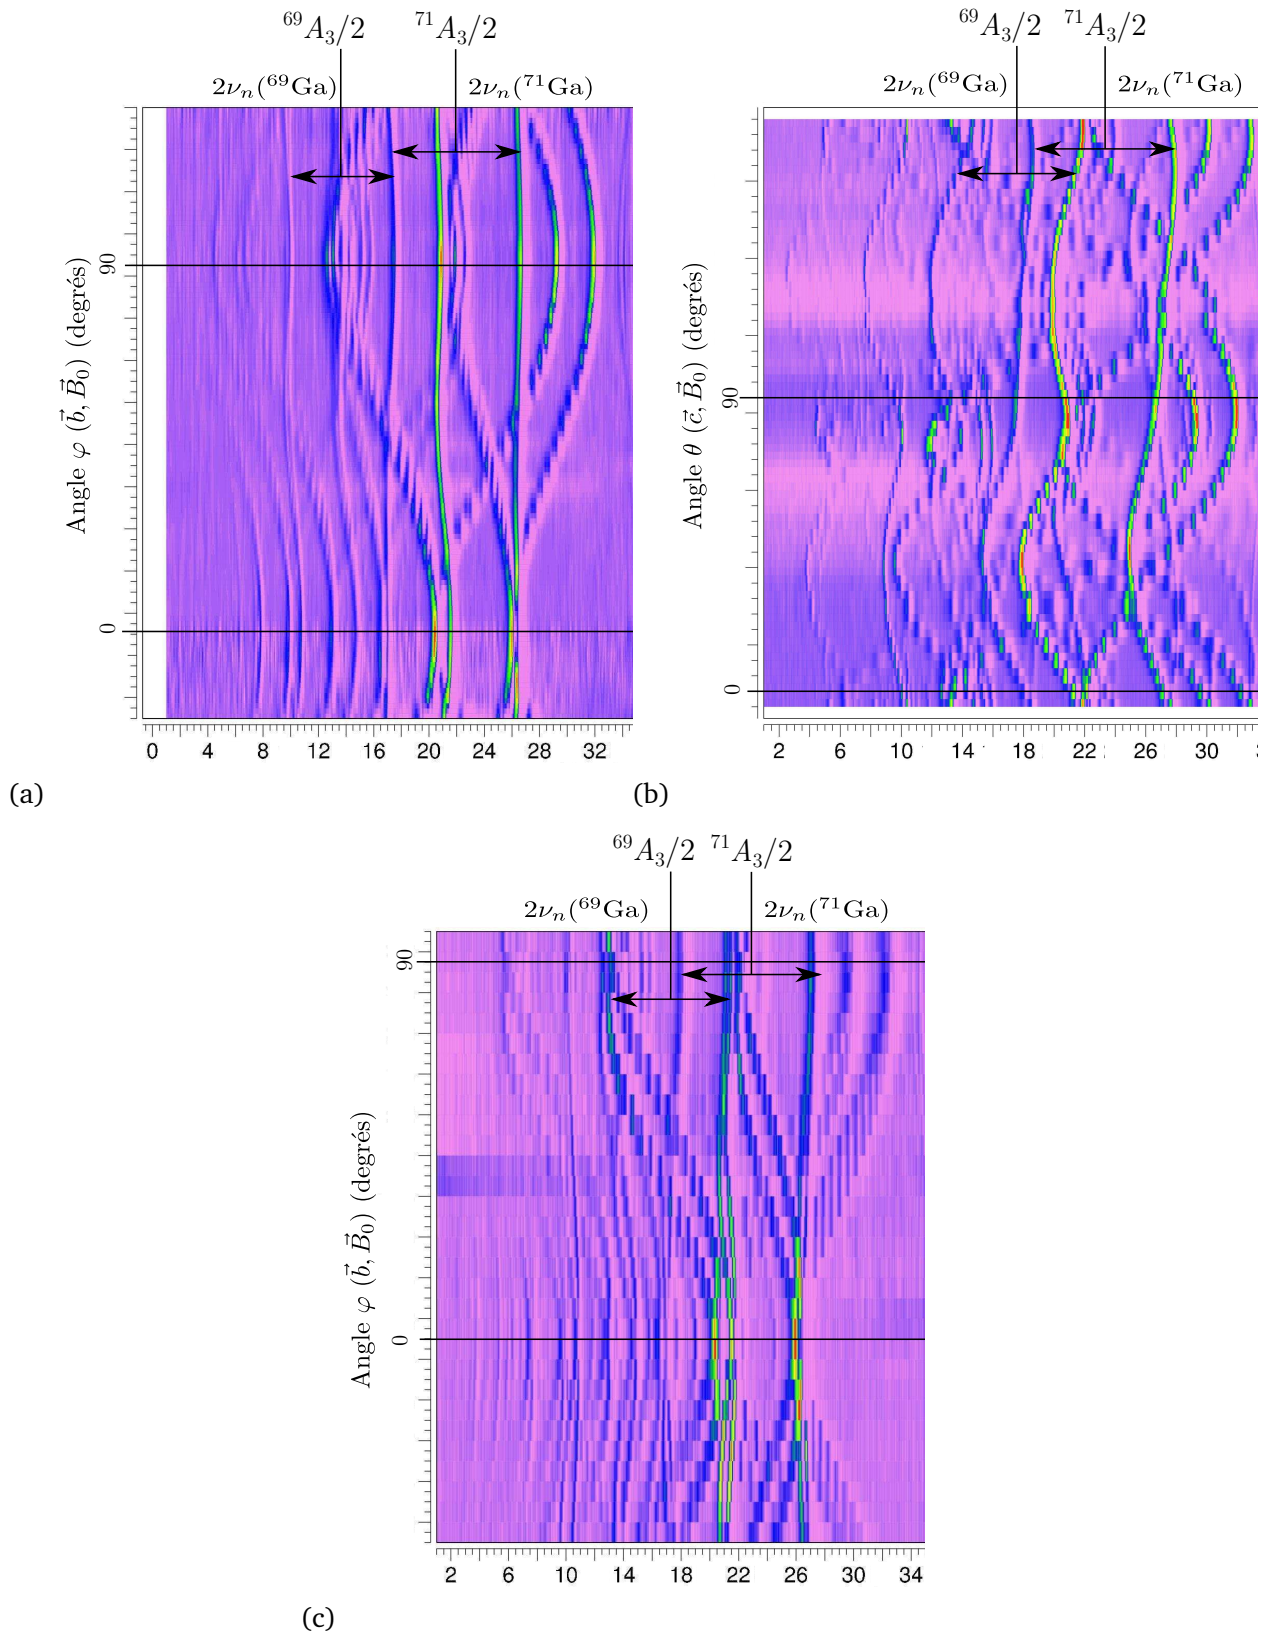 ⁶⁹A₃/2 ⁷¹A₃/2
2νₙ(⁶⁹Ga) 2νₙ(⁷¹Ga)
Angle φ (b⃗, B⃗₀) (degrés)
90
0
0 4 8 12 16 20 24 28 32
(a)
⁶⁹A₃/2 ⁷¹A₃/2
2νₙ(⁶⁹Ga) 2νₙ(⁷¹Ga)
Angle θ (c⃗, B⃗₀) (degrés)
90
0
2 6 10 14 18 22 26 30
(b)
⁶⁹A₃/2 ⁷¹A₃/2
2νₙ(⁶⁹Ga) 2νₙ(⁷¹Ga)
Angle φ (b⃗, B⃗₀) (degrés)
90
0
2 6 10 14 18 22 26 30 34
(c)